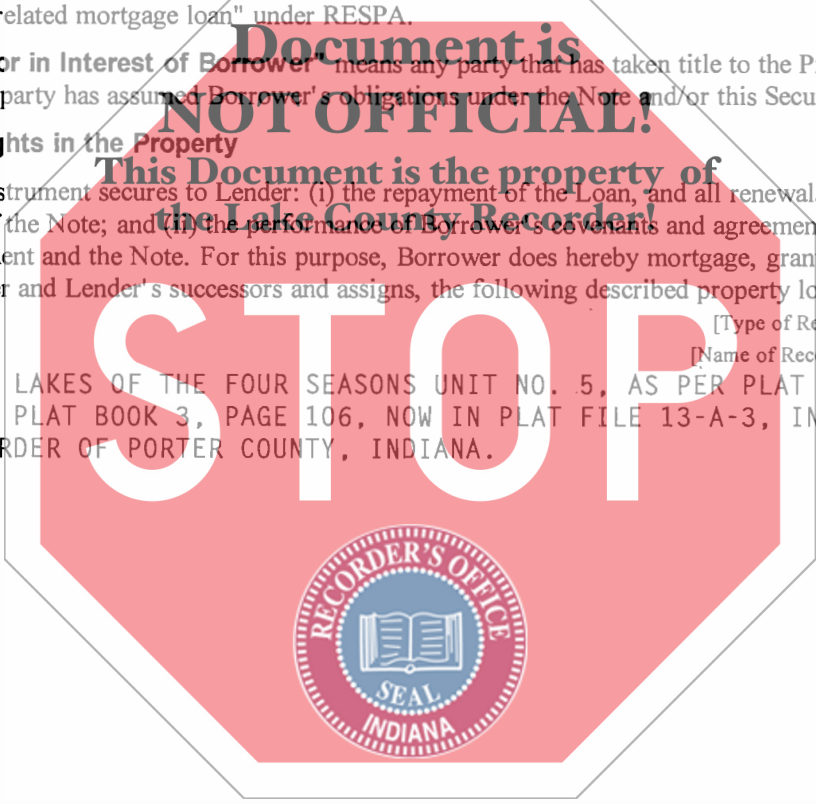 elated mortgage loan" under RESPA.
Document is
or in Interest of Borrower" means any party that has taken title to the P
party has assumed Borrower's obligations under the Note and/or this Secu
NOT OFFICIAL!
hts in the Property
This Document is the property of
strument secures to Lender: (i) the repayment of the Loan, and all renewal
the Lake County Recorder!
the Note; and (ii) the performance of Borrower's covenants and agreemen
ent and the Note. For this purpose, Borrower does hereby mortgage, gran
r and Lender's successors and assigns, the following described property lo
[Type of Re
[Name of Reco
STOP
LAKES OF THE FOUR SEASONS UNIT NO. 5, AS PER PLAT
PLAT BOOK 3, PAGE 106, NOW IN PLAT FILE 13-A-3, IN
RDER OF PORTER COUNTY, INDIANA.
RECORDER'S OFFICE
SEAL
INDIANA